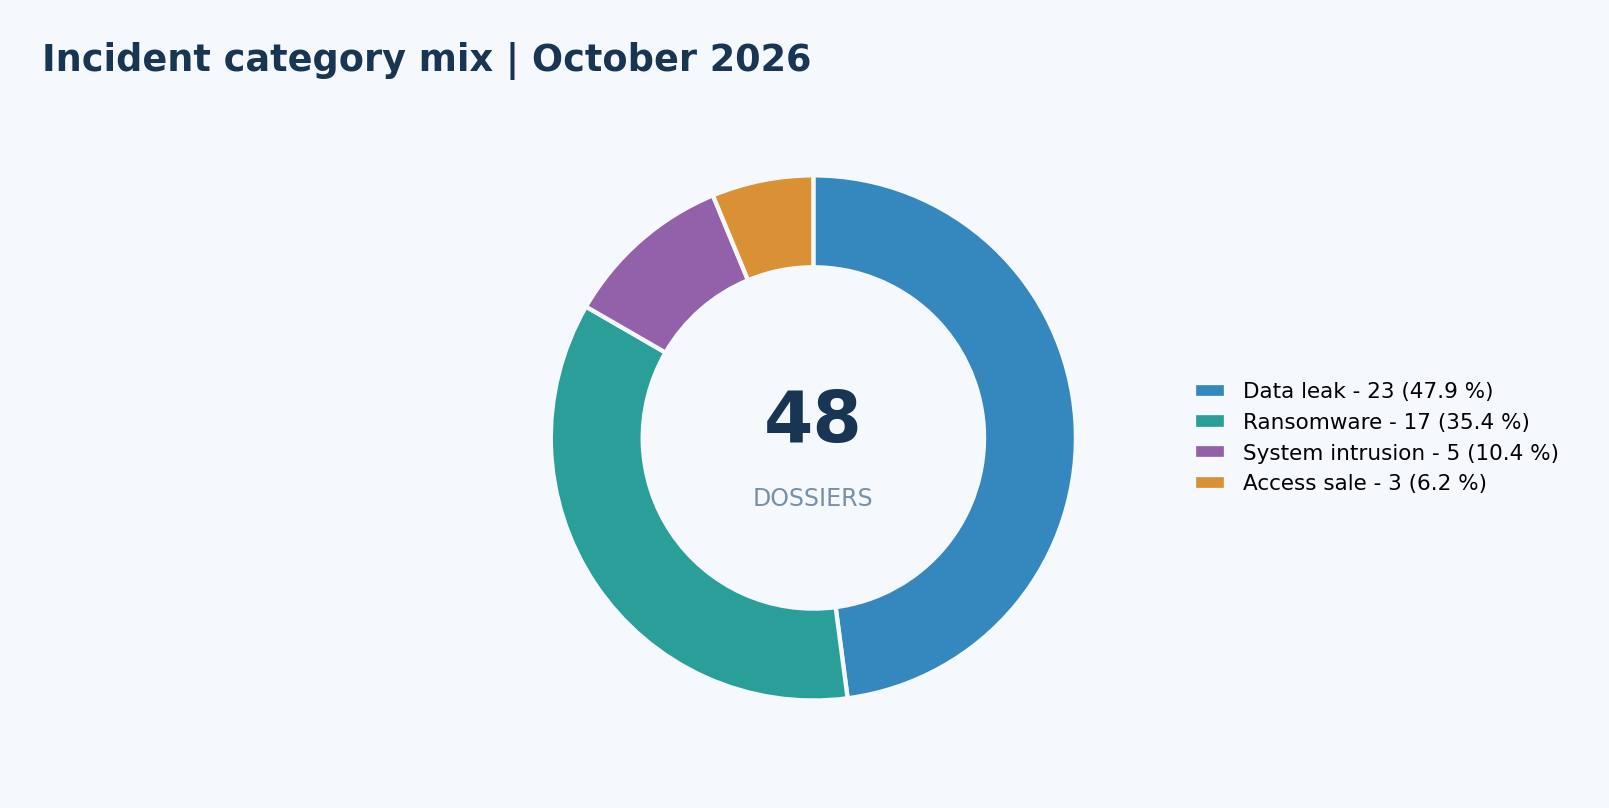 Incident category mix | October 2026
48
DOSSIERS
Data leak - 23 (47.9 %)
Ransomware - 17 (35.4 %)
System intrusion - 5 (10.4 %)
Access sale - 3 (6.2 %)